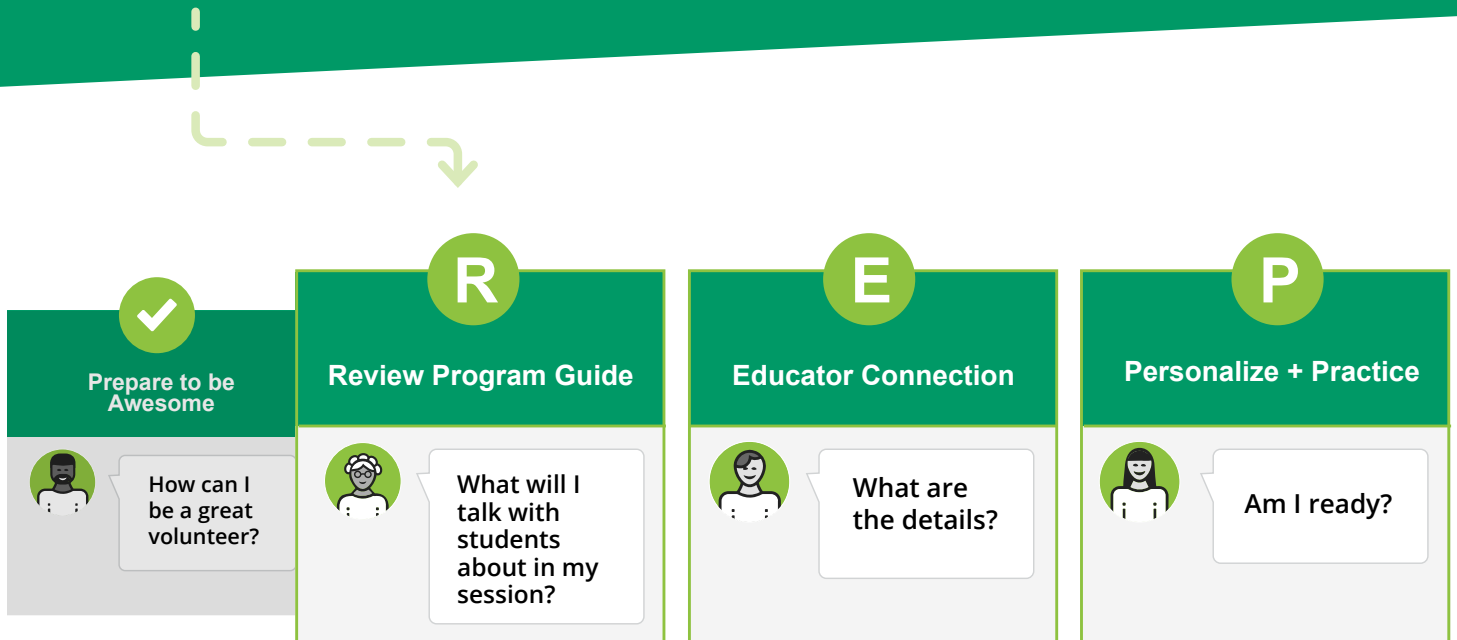 Prepare to be
Awesome
How can I
be a great
volunteer?
R
Review Program Guide
What will I
talk with
students
about in my
session?
E
Educator Connection
What are
the details?
P
Personalize + Practice
Am I ready?